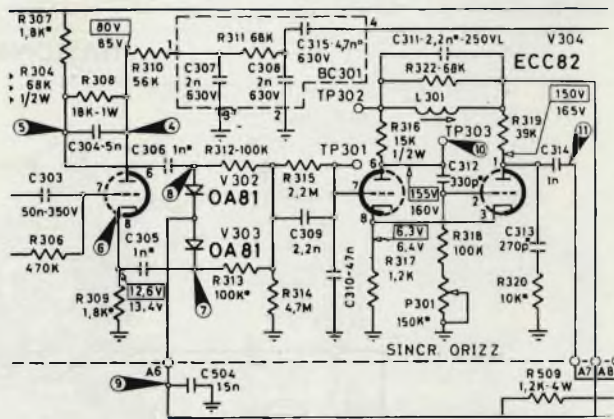 R307
1,8K*
80V
85V
R311 68K
C315-4,7n*
630V
4
C311-2,2n*-250VL
V304
ECC82
R322-68K
R304
68K
1/2W
R308
18K-1W
1
R310
56K
C307
2n
630V
C308
2n
630V
BC301
TP302
L301
150V
165V
3
2
R316
15K
1/2W
TP303
R319
39K
5
C304-5n
4
C306 1n*
R312-100K
TP301
10
11
6
8
R315
2,2M
6
C312
330p*
1
C314
1n
C303
50n-350V
7
8
V302
OA81
7
8
155V
160V
2
3
6
C305
1n*
V303
OA81
C309
2,2n
6,3V
6,4V
R318
100K
C313
270p*
R306
470K
R313
100K*
C310-47n
R317
1,2K
12,6V
13,4V
R309
1,8K*
7
R314
4,7M
P301
150K*
R320
10K*
SINCR. ORIZZ
A6
C504
15n
9
R509
1,2K-4W
A7
A8